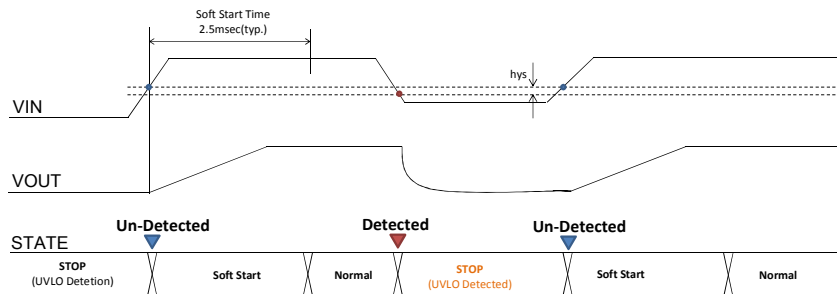 Soft Start Time
2.5msec(typ.)
hys
VIN
VOUT
Un-Detected
Detected
Un-Detected
STATE
STOP
(UVLO Detetion)
Soft Start
Normal
STOP
(UVLO Detected)
Soft Start
Normal